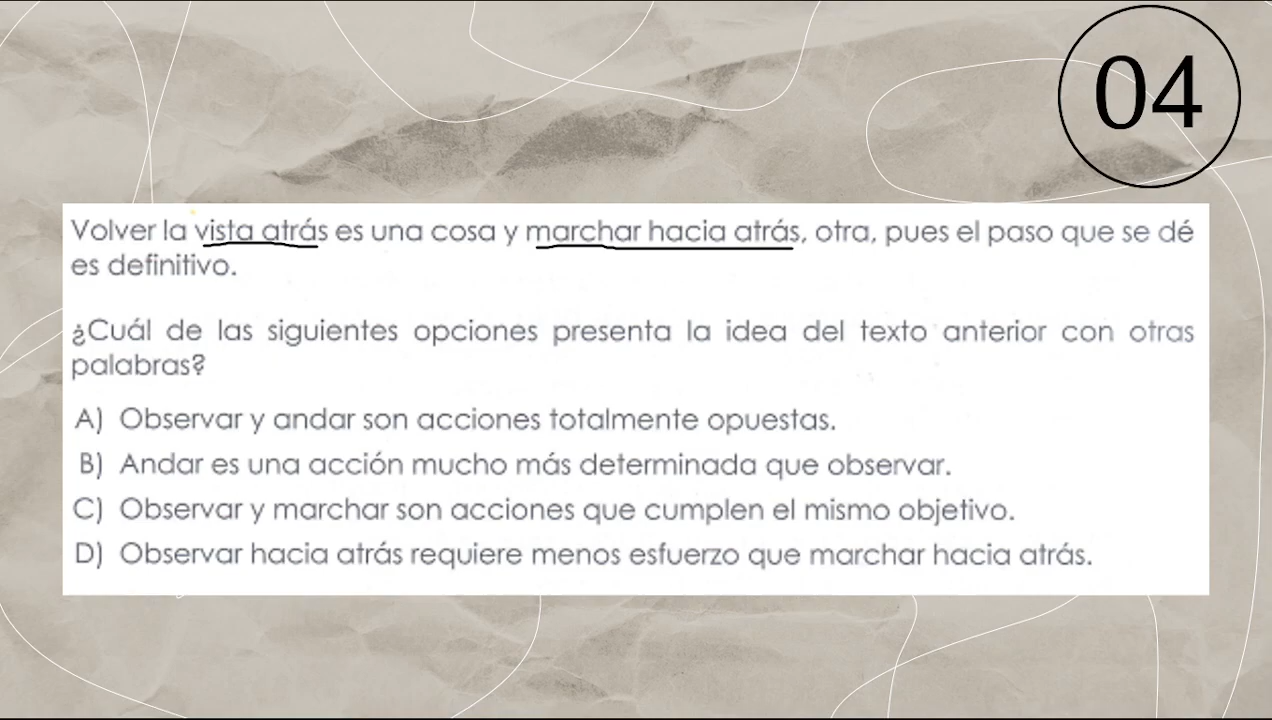 04
Volver la vista atrás es una cosa y marchar hacia atrás, otra, pues el paso que se dé
es definitivo.
¿Cuál de las siguientes opciones presenta la idea del texto anterior con otras
palabras?
A) Observar y andar son acciones totalmente opuestas.
B) Andar es una acción mucho más determinada que observar.
C) Observar y marchar son acciones que cumplen el mismo objetivo.
D) Observar hacia atrás requiere menos esfuerzo que marchar hacia atrás.